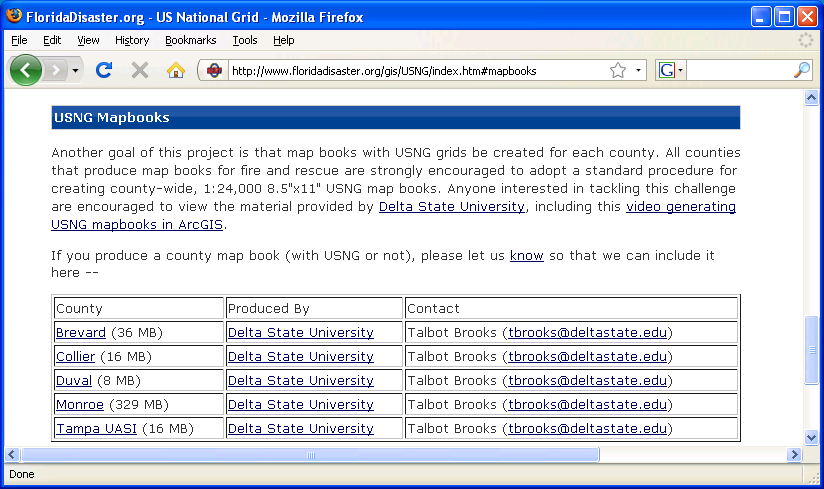 FloridaDisaster.org - US National Grid - Mozilla Firefox
File Edit View History Bookmarks Tools Help
http://www.floridadisaster.org/gis/USNG/index.htm#mapbooks
USNG Mapbooks
Another goal of this project is that map books with USNG grids be created for each county. All counties
that produce map books for fire and rescue are strongly encouraged to adopt a standard procedure for
creating county-wide, 1:24,000 8.5"x11" USNG map books. Anyone interested in tackling this challenge
are encouraged to view the material provided by Delta State University, including this video generating
USNG mapbooks in ArcGIS.
If you produce a county map book (with USNG or not), please let us know so that we can include it
here --
County Produced By Contact
Brevard (36 MB) Delta State University Talbot Brooks (tbrooks@deltastate.edu)
Collier (16 MB) Delta State University Talbot Brooks (tbrooks@deltastate.edu)
Duval (8 MB) Delta State University Talbot Brooks (tbrooks@deltastate.edu)
Monroe (329 MB) Delta State University Talbot Brooks (tbrooks@deltastate.edu)
Tampa UASI (16 MB) Delta State University Talbot Brooks (tbrooks@deltastate.edu)
Done